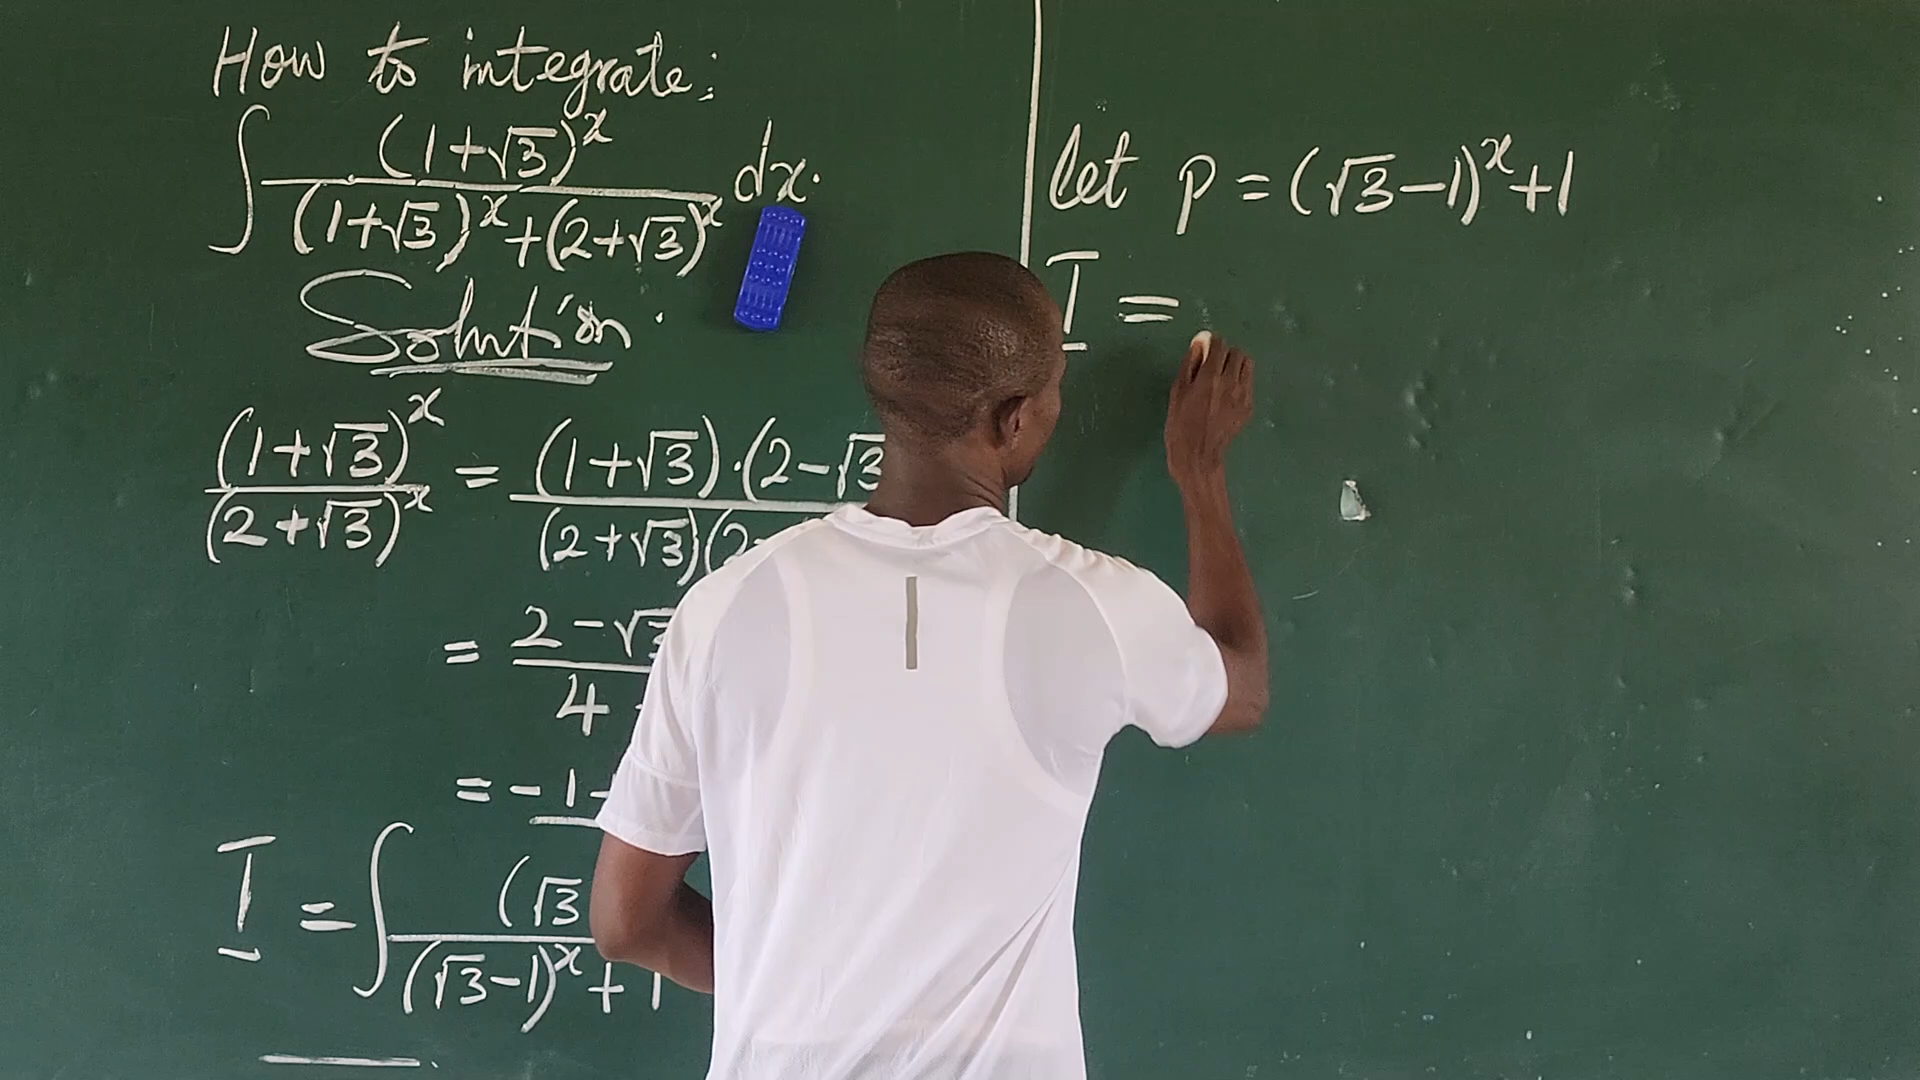 How to integrate:
∫ (1+√3)^x / ((1+√3)^x+(2+√3)^x) dx.
Solution.
(1+√3)^x / (2+√3)^x = (1+√3)·(2-√3 / (2+√3)(2-
= 2-√3 / 4
= -1
I = ∫ (√3 / (√3-1)^x + 1
let p = (√3-1)^x+1
I =